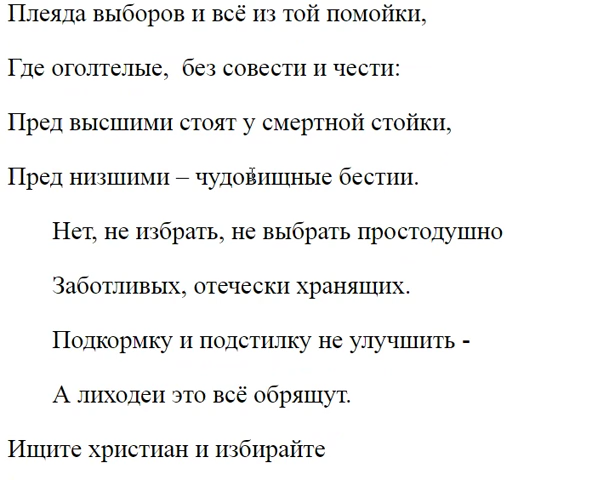 Плеяда выборов и всё из той помойки,
Где оголтелые,  без совести и чести:
Пред высшими стоят у смертной стойки,
Пред низшими – чудовищные бестии.
Нет, не избрать, не выбрать простодушно
Заботливых, отечески хранящих.
Подкормку и подстилку не улучшить -
А лиходеи это всё обрящут.
Ищите христиан и избирайте